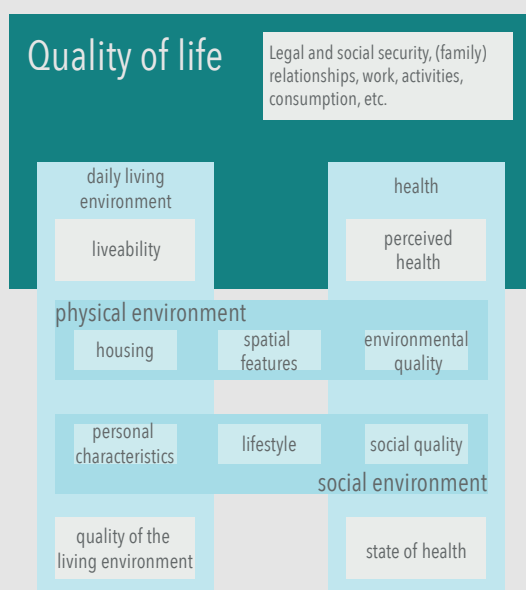 Quality of life
Legal and social security, (family)
relationships, work, activities,
consumption, etc.
daily living
environment
health
liveability
perceived
health
physical environment
housing
spatial
features
environmental
quality
personal
characteristics
lifestyle
social quality
social environment
quality of the
living environment
state of health